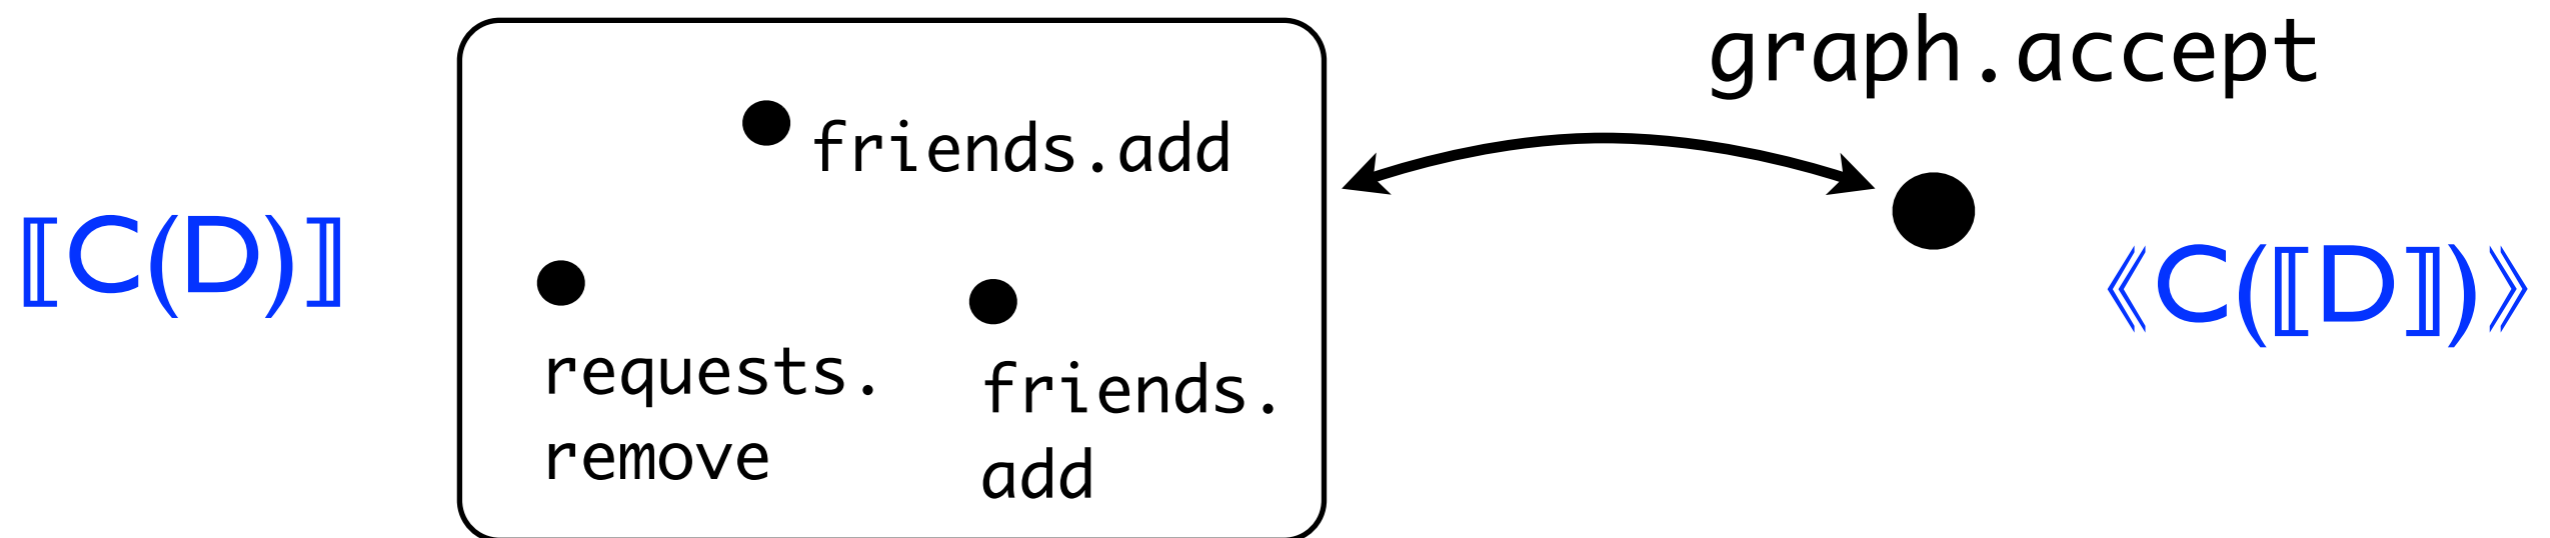 graph.accept
friends.add
⟦C(D)⟧
《C(⟦D⟧)》
requests.
remove
friends.
add